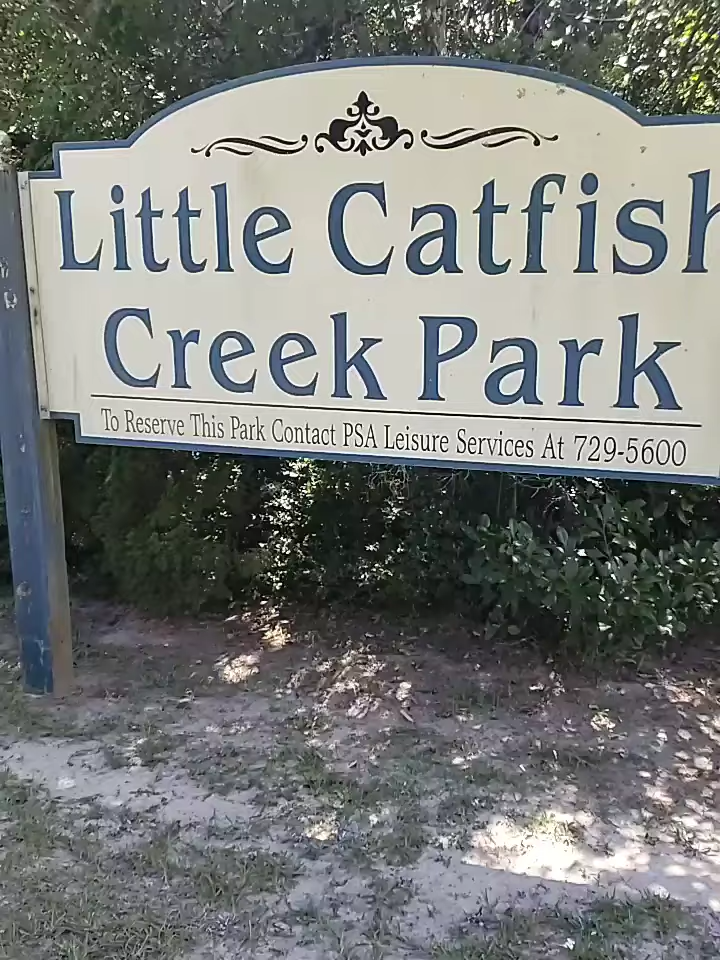 Little Catfish
Creek Park
To Reserve This Park Contact PSA Leisure Services At 729-5600